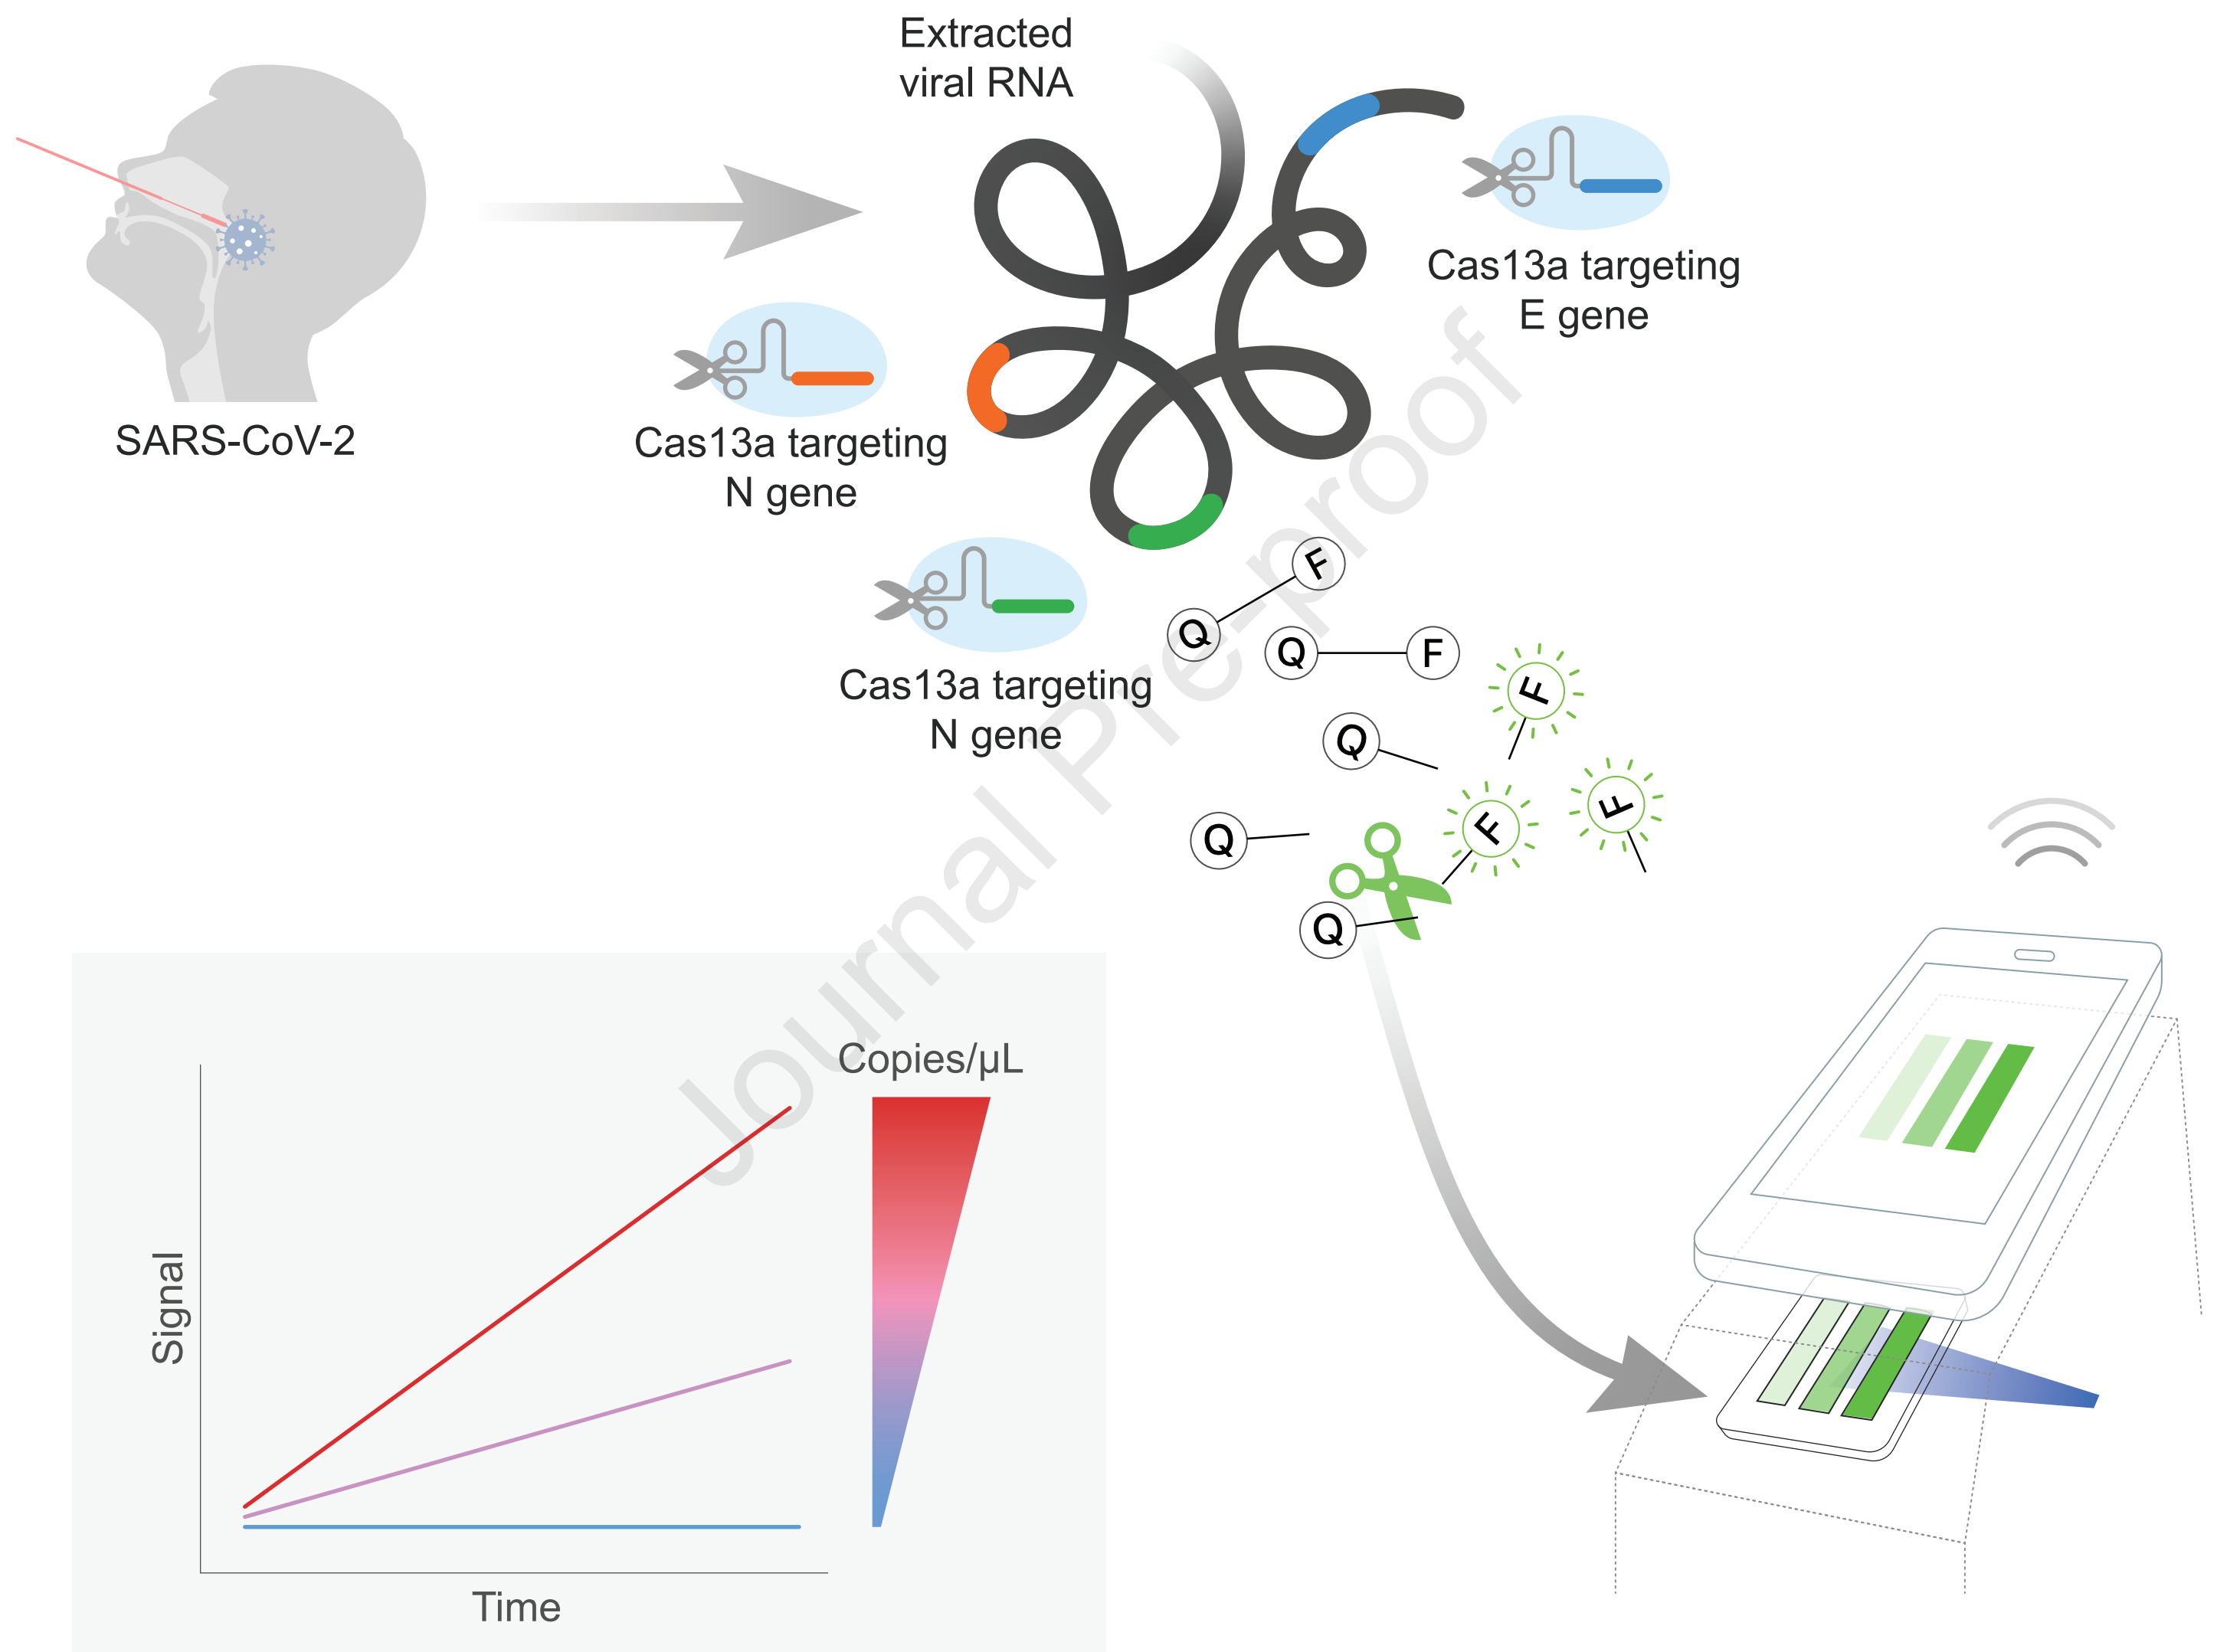 Extracted
viral RNA
SARS-CoV-2
Cas13a targeting
E gene
Cas13a targeting
N gene
Cas13a targeting
N gene
F
Q
Q
F
F
Q
F
F
Q
Q
Journal Pre-proof
Copies/µL
Signal
Time